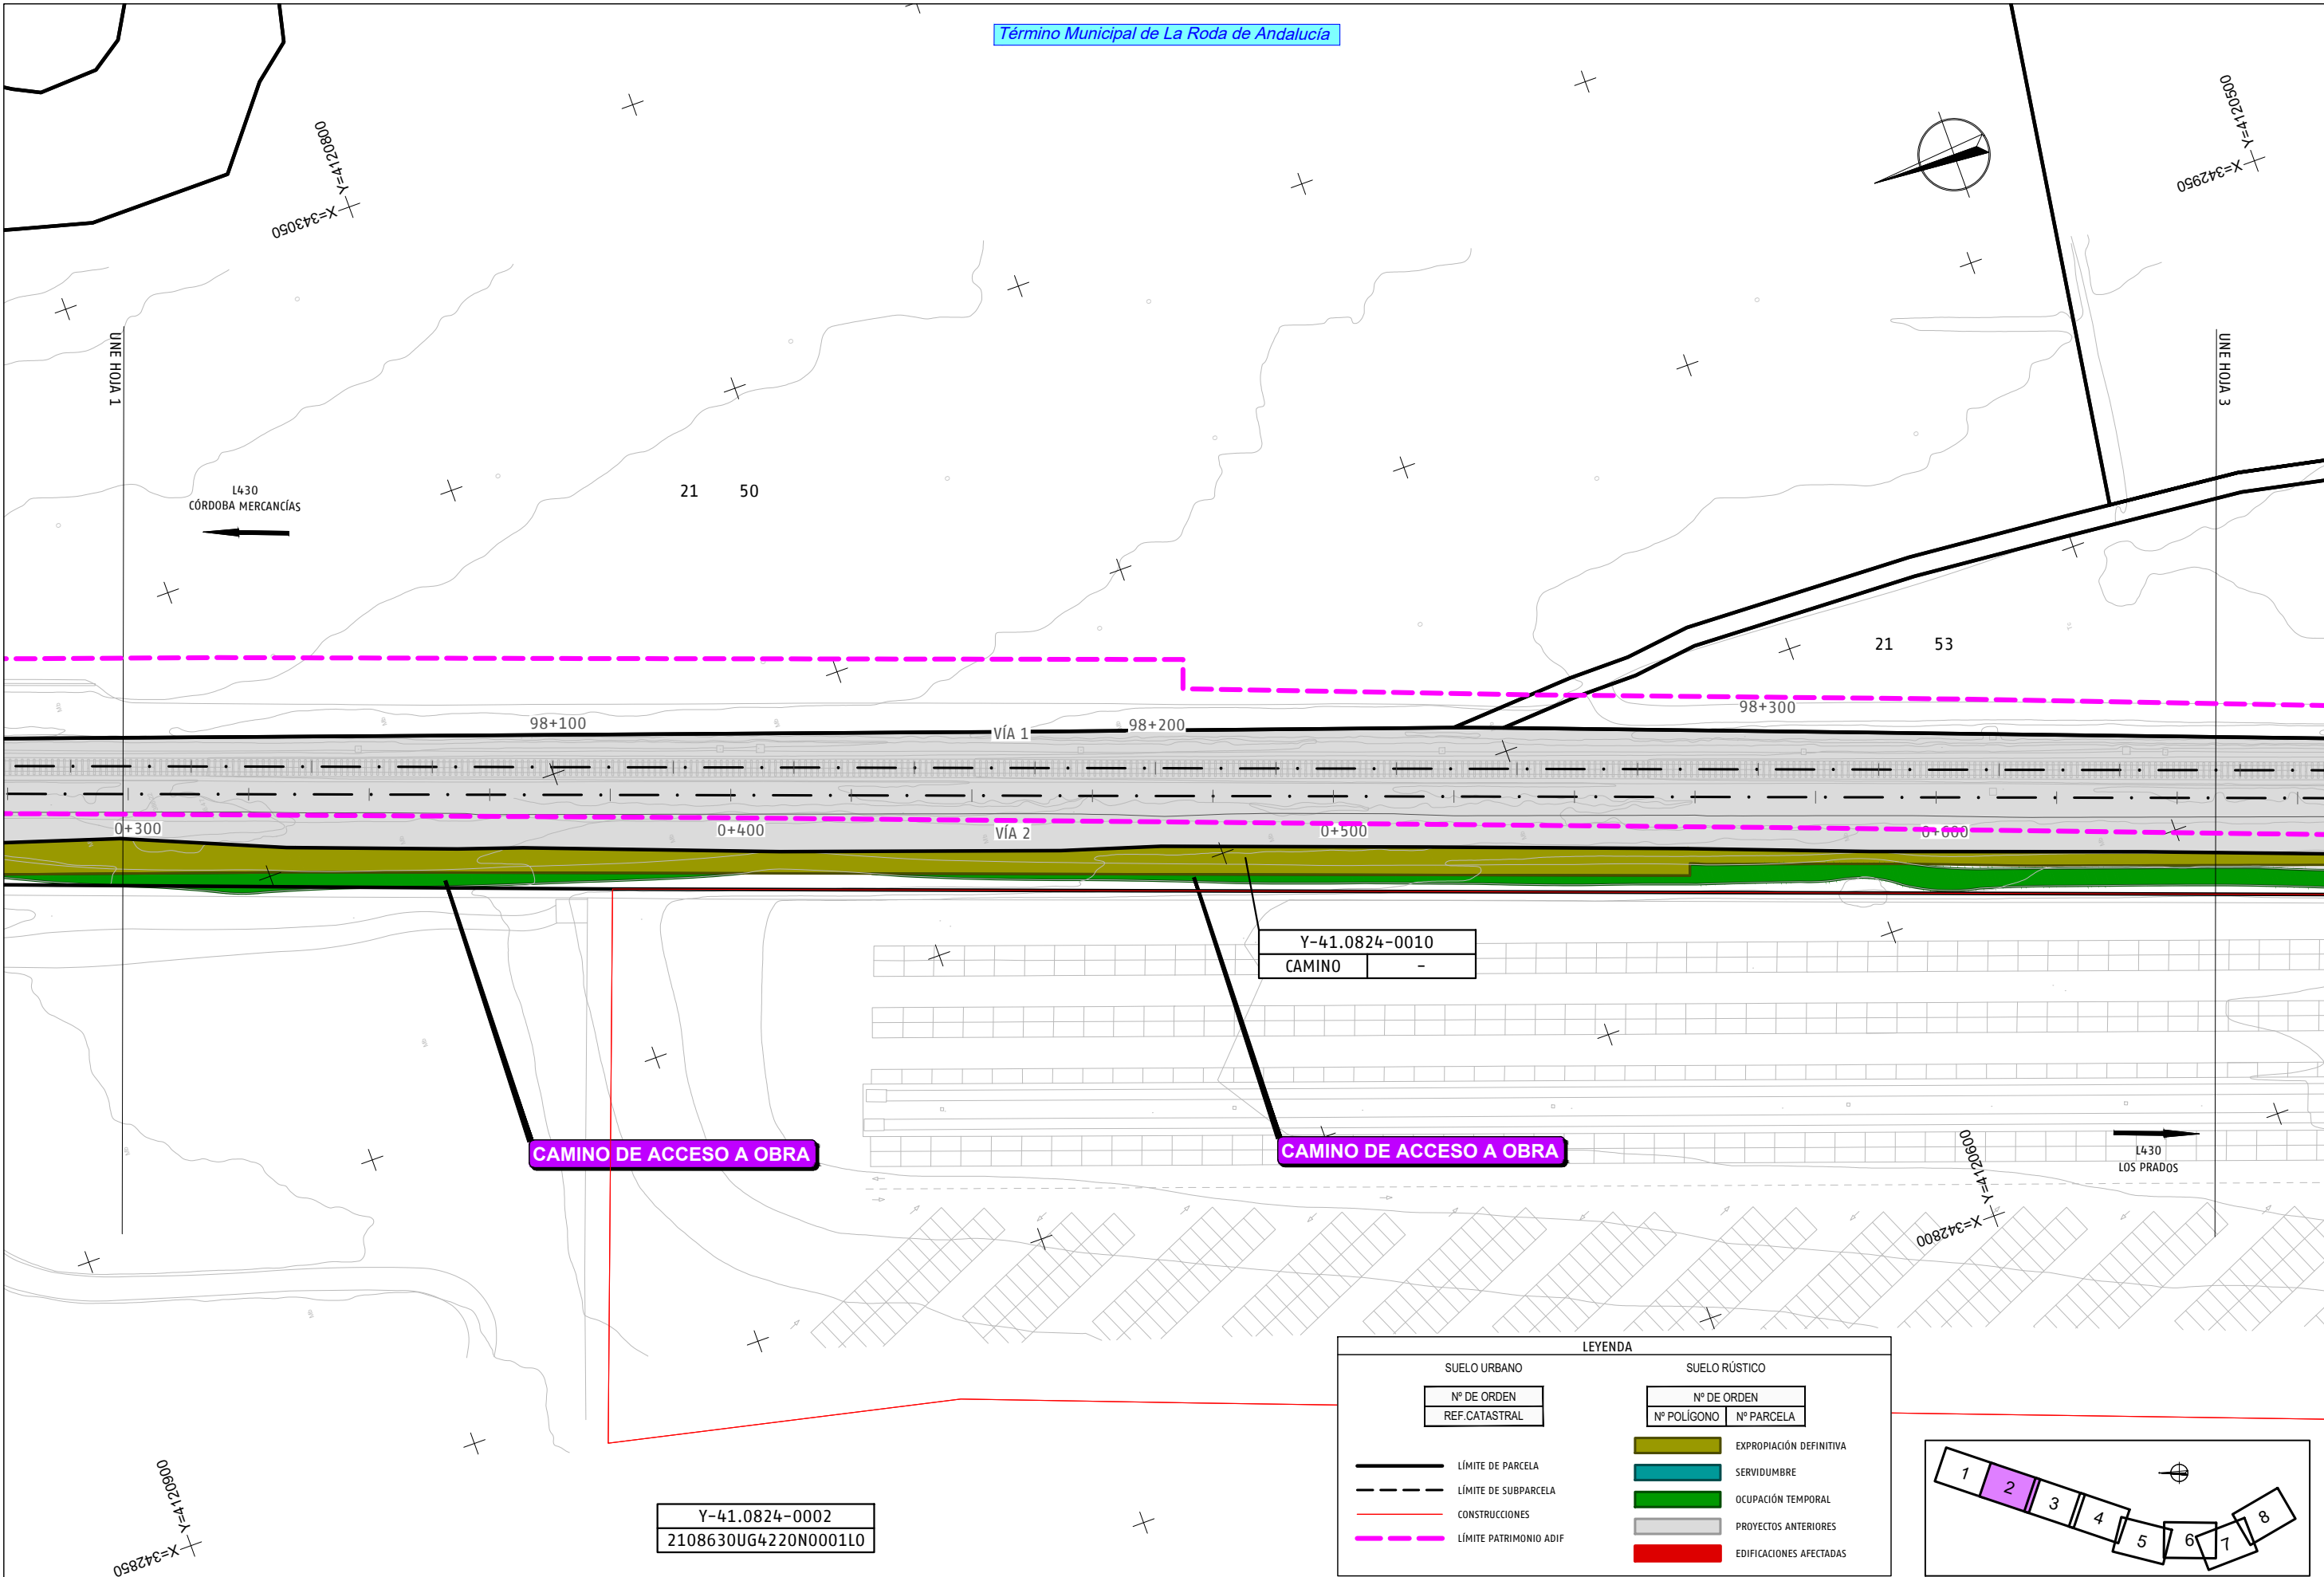 Término Municipal de La Roda de Andalucía
Y=4120800
X=343050
Y=4120500
X=342950
UNE HOJA 1
UNE HOJA 3
L430
CÓRDOBA MERCANCÍAS
21 50
21 53
98+100
VÍA 1
98+200
98+300
0+300
0+400
VÍA 2
0+500
0+600
Y-41.0824-0010
CAMINO -
CAMINO DE ACCESO A OBRA
CAMINO DE ACCESO A OBRA
L430
LOS PRADOS
Y=4120600
X=342800
Y=4120900
X=342850
Y-41.0824-0002
2108630UG4220N0001LO
LEYENDA
SUELO URBANO
SUELO RÚSTICO
Nº DE ORDEN
REF.CATASTRAL
Nº DE ORDEN
Nº POLÍGONO Nº PARCELA
LÍMITE DE PARCELA
LÍMITE DE SUBPARCELA
CONSTRUCCIONES
LÍMITE PATRIMONIO ADIF
EXPROPIACIÓN DEFINITIVA
SERVIDUMBRE
OCUPACIÓN TEMPORAL
PROYECTOS ANTERIORES
EDIFICACIONES AFECTADAS
1 2 3 4 5 6 7 8